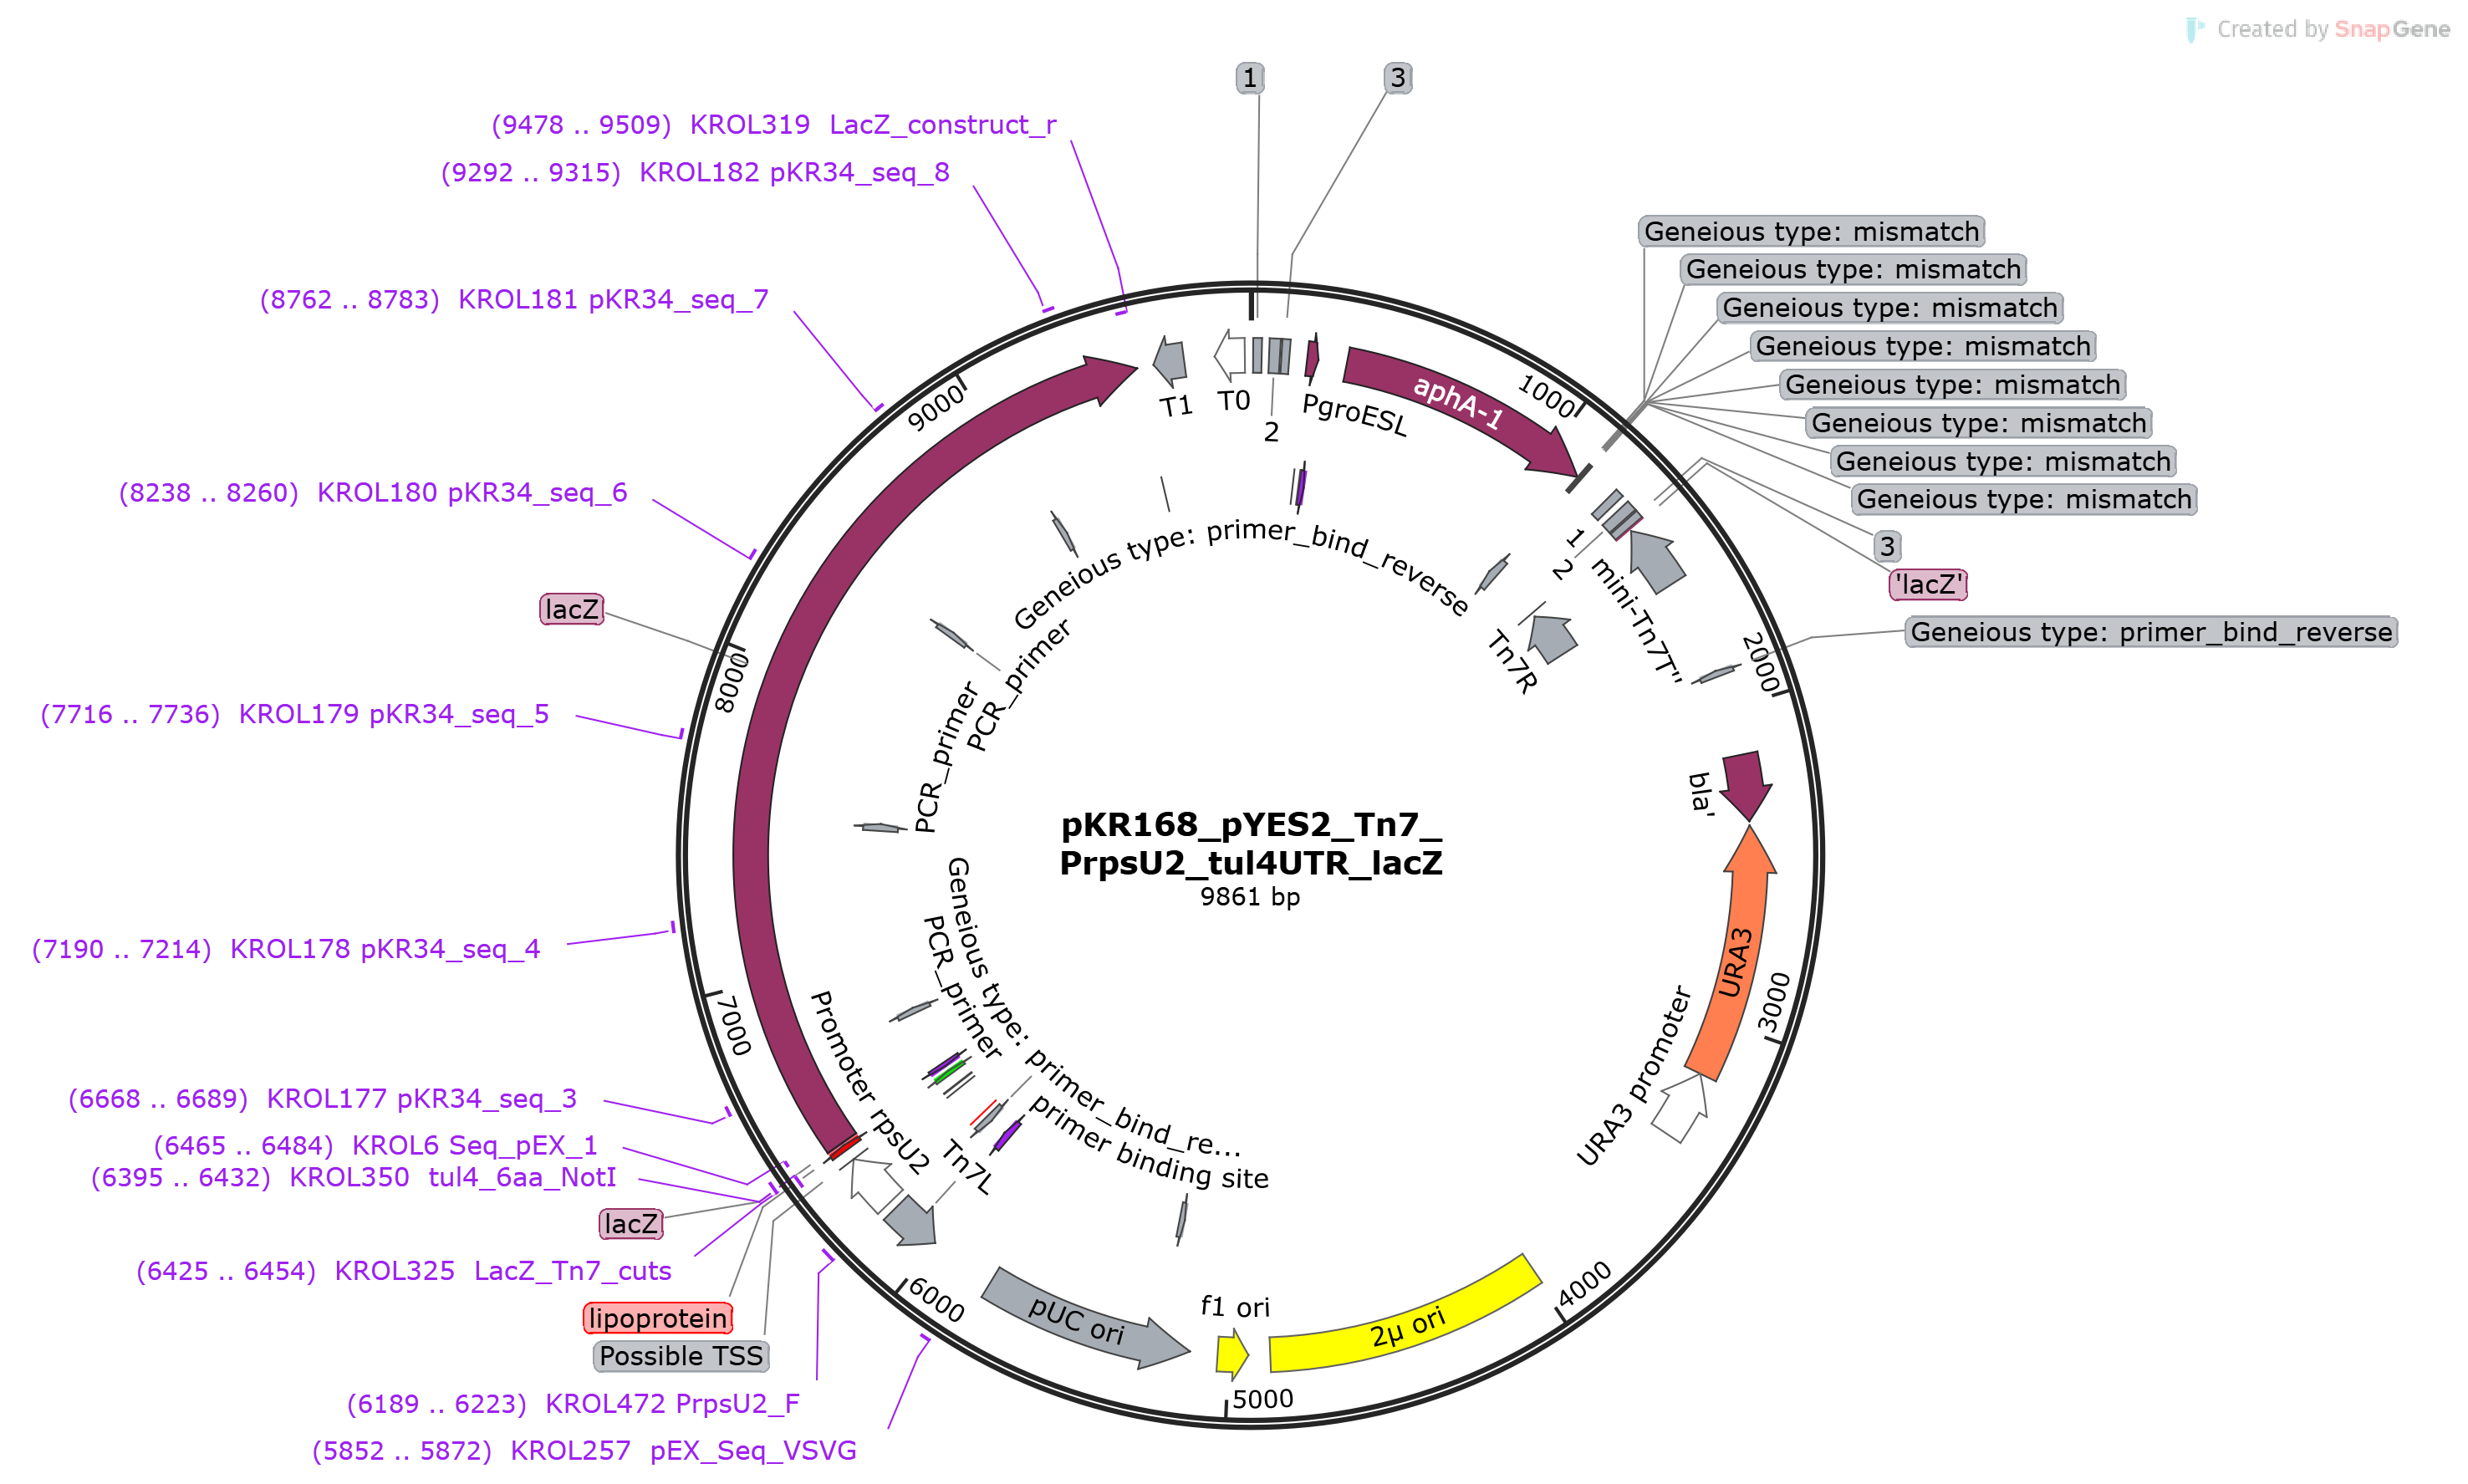 Created by SnapGene
1
3
(9478 .. 9509)  KROL319  LacZ_construct_r
(9292 .. 9315)  KROL182 pKR34_seq_8
(8762 .. 8783)  KROL181 pKR34_seq_7
(8238 .. 8260)  KROL180 pKR34_seq_6
lacZ
(7716 .. 7736)  KROL179 pKR34_seq_5
(7190 .. 7214)  KROL178 pKR34_seq_4
(6668 .. 6689)  KROL177 pKR34_seq_3
(6465 .. 6484)  KROL6 Seq_pEX_1
(6395 .. 6432)  KROL350  tul4_6aa_NotI
lacZ
(6425 .. 6454)  KROL325  LacZ_Tn7_cuts
lipoprotein
Possible TSS
(6189 .. 6223)  KROL472 PrpsU2_F
(5852 .. 5872)  KROL257  pEX_Seq_VSVG
Geneious type: mismatch
Geneious type: mismatch
Geneious type: mismatch
Geneious type: mismatch
Geneious type: mismatch
Geneious type: mismatch
Geneious type: mismatch
Geneious type: mismatch
3
'lacZ'
Geneious type: primer_bind_reverse
T1
T0
2
PgroESL
aphA-1
1000
1
2
mini-Tn7T"
Tn7R
2000
bla'
URA3
3000
URA3 promoter
4000
2μ ori
f1 ori
5000
pUC ori
6000
Tn7L
Promoter rpsU2
7000
8000
9000
Geneious type: primer_bind_reverse
PCR_primer
PCR_primer
Geneious type: primer_bind_re...
PCR_primer
primer binding site
pKR168_pYES2_Tn7_
PrpsU2_tul4UTR_lacZ
9861 bp